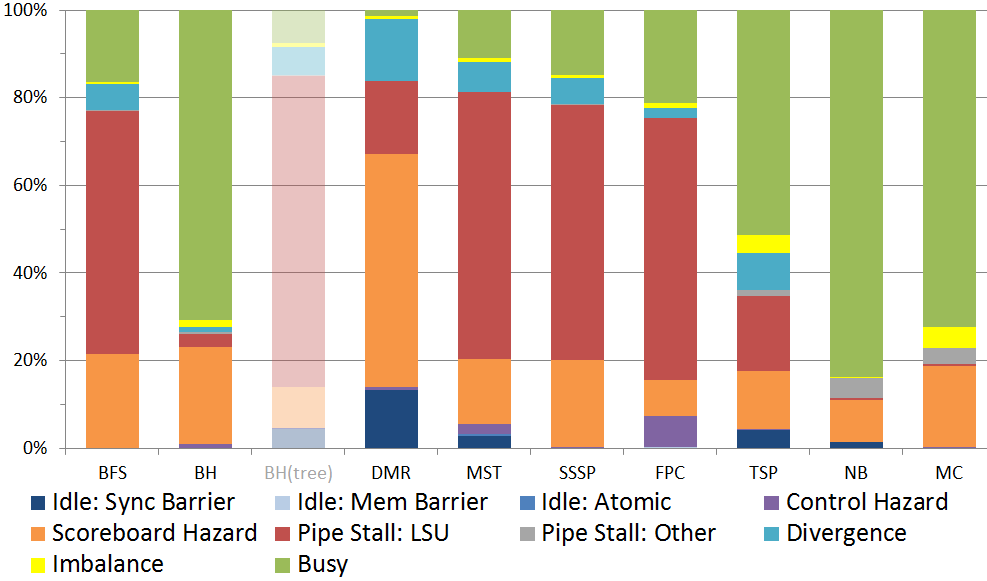 100%
80%
60%
40%
20%
0%
BFS BH BH(tree) DMR MST SSSP FPC TSP NB MC
Idle: Sync Barrier Idle: Mem Barrier Idle: Atomic Control Hazard
Scoreboard Hazard Pipe Stall: LSU Pipe Stall: Other Divergence
Imbalance Busy